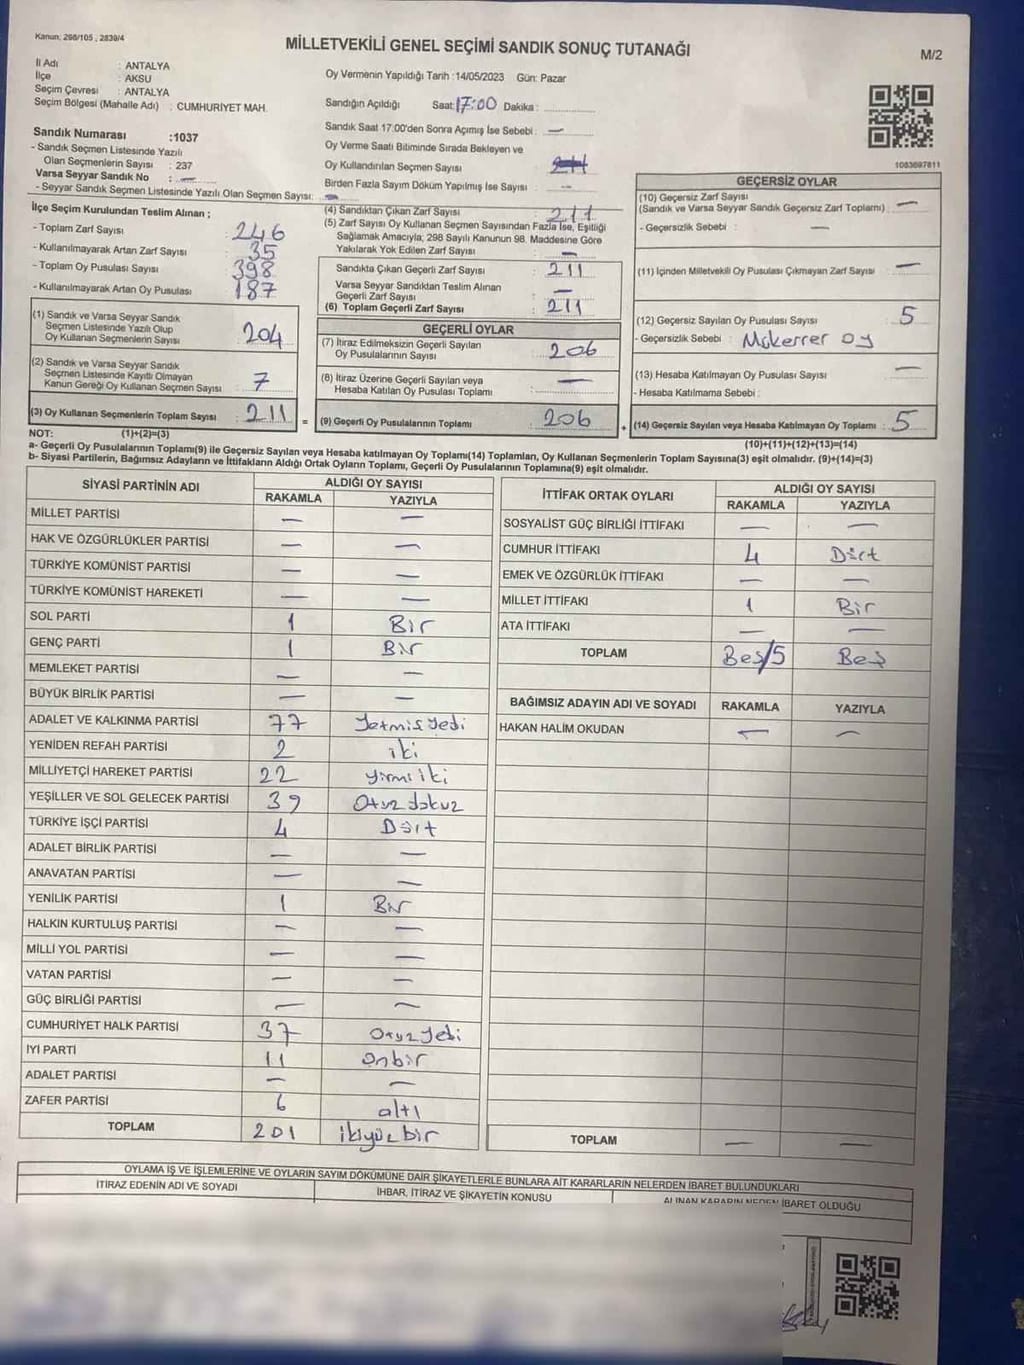 Kanun: 298/105 , 2839/4
MİLLETVEKİLİ GENEL SEÇİMİ SANDIK SONUÇ TUTANAĞI
M/2
İl Adı : ANTALYA
İlçe : AKSU
Seçim Çevresi : ANTALYA
Seçim Bölgesi (Mahalle Adı) : CUMHURİYET MAH.
Sandık Numarası :1037
- Sandık Seçmen Listesinde Yazılı
Olan Seçmenlerin Sayısı : 237
Varsa Seyyar Sandık No : —
- Seyyar Sandık Seçmen Listesinde Yazılı Olan Seçmen Sayısı: —
Oy Vermenin Yapıldığı Tarih :14/05/2023 Gün: Pazar
Sandığın Açıldığı Saat:17:00 Dakika :
Sandık Saat 17:00'den Sonra Açılmış İse Sebebi : —
Oy Verme Saati Bitiminde Sırada Bekleyen ve
Oy Kullandırılan Seçmen Sayısı :
Birden Fazla Sayım Döküm Yapılmış İse Sayısı : —
1083697811
İlçe Seçim Kurulundan Teslim Alınan ;
- Toplam Zarf Sayısı : 246
- Kullanılmayarak Artan Zarf Sayısı : 35
- Toplam Oy Pusulası Sayısı : 398
- Kullanılmayarak Artan Oy Pusulası : 187
(1) Sandık ve Varsa Seyyar Sandık
Seçmen Listesinde Yazılı Olup
Oy Kullanan Seçmenlerin Sayısı : 204
(2) Sandık ve Varsa Seyyar Sandık
Seçmen Listesinde Kayıtlı Olmayan
Kanun Gereği Oy Kullanan Seçmen Sayısı : 7
(3) Oy Kullanan Seçmenlerin Toplam Sayısı : 211
(4) Sandıktan Çıkan Zarf Sayısı : 211
(5) Zarf Sayısı Oy Kullanan Seçmen Sayısından Fazla İse, Eşitliği
Sağlamak Amacıyla; 298 Sayılı Kanunun 98. Maddesine Göre
Yakılarak Yok Edilen Zarf Sayısı : —
Sandıkta Çıkan Geçerli Zarf Sayısı : 211
Varsa Seyyar Sandıktan Teslim Alınan
Geçerli Zarf Sayısı : —
(6) Toplam Geçerli Zarf Sayısı : 211
GEÇERLİ OYLAR
(7) İtiraz Edilmeksizin Geçerli Sayılan
Oy Pusulalarının Sayısı : 206
(8) İtiraz Üzerine Geçerli Sayılan veya
Hesaba Katılan Oy Pusulası Toplamı : —
= (9) Geçerli Oy Pusulalarının Toplamı : 206
GEÇERSİZ OYLAR
(10) Geçersiz Zarf Sayısı
(Sandık ve Varsa Seyyar Sandık Geçersiz Zarf Toplamı) : —
- Geçersizlik Sebebi : —
(11) İçinden Milletvekili Oy Pusulası Çıkmayan Zarf Sayısı : —
(12) Geçersiz Sayılan Oy Pusulası Sayısı : 5
- Geçersizlik Sebebi : Mükerrer oy
(13) Hesaba Katılmayan Oy Pusulası Sayısı : —
- Hesaba Katılmama Sebebi :
+ (14) Geçersiz Sayılan veya Hesaba Katılmayan Oy Toplamı : 5
NOT: (1)+(2)=(3)
(10)+(11)+(12)+(13)=(14)
a- Geçerli Oy Pusulalarının Toplamı(9) ile Geçersiz Sayılan veya Hesaba katılmayan Oy Toplamı(14) Toplamları, Oy Kullanan Seçmenlerin Toplam Sayısına(3) eşit olmalıdır. (9)+(14)=(3)
b- Siyasi Partilerin, Bağımsız Adayların ve İttifakların Aldığı Ortak Oyların Toplamı, Geçerli Oy Pusulalarının Toplamına(9) eşit olmalıdır.
SİYASİ PARTİNİN ADI ALDIĞI OY SAYISI
RAKAMLA YAZIYLA
MİLLET PARTİSİ — —
HAK VE ÖZGÜRLÜKLER PARTİSİ — —
TÜRKİYE KOMÜNİST PARTİSİ — —
TÜRKİYE KOMÜNİST HAREKETİ — —
SOL PARTİ 1 Bir
GENÇ PARTİ 1 Bir
MEMLEKET PARTİSİ — —
BÜYÜK BİRLİK PARTİSİ — —
ADALET VE KALKINMA PARTİSİ 77 Yetmiş yedi
YENİDEN REFAH PARTİSİ 2 iki
MİLLİYETÇİ HAREKET PARTİSİ 22 yirmi iki
YEŞİLLER VE SOL GELECEK PARTİSİ 39 Otuz dokuz
TÜRKİYE İŞÇİ PARTİSİ 4 Dört
ADALET BİRLİK PARTİSİ — —
ANAVATAN PARTİSİ — —
YENİLİK PARTİSİ 1 Bir
HALKIN KURTULUŞ PARTİSİ — —
MİLLİ YOL PARTİSİ — —
VATAN PARTİSİ — —
GÜÇ BİRLİĞİ PARTİSİ — —
CUMHURİYET HALK PARTİSİ 37 Otuz yedi
İYİ PARTİ 11 onbir
ADALET PARTİSİ — —
ZAFER PARTİSİ 6 altı
TOPLAM 201 ikiyüz bir
İTTİFAK ORTAK OYLARI ALDIĞI OY SAYISI
RAKAMLA YAZIYLA
SOSYALİST GÜÇ BİRLİĞİ İTTİFAKI — —
CUMHUR İTTİFAKI 4 Dört
EMEK VE ÖZGÜRLÜK İTTİFAKI — —
MİLLET İTTİFAKI 1 Bir
ATA İTTİFAKI — —
TOPLAM Beş/5 Beş
BAĞIMSIZ ADAYIN ADI VE SOYADI RAKAMLA YAZIYLA
HAKAN HALİM OKUDAN — —
TOPLAM — —
OYLAMA İŞ VE İŞLEMLERİNE VE OYLARIN SAYIM DÖKÜMÜNE DAİR ŞİKAYETLERLE BUNLARA AİT KARARLARIN NELERDEN İBARET BULUNDUKLARI
İTİRAZ EDENİN ADI VE SOYADI İHBAR, İTİRAZ VE ŞİKAYETİN KONUSU ALINAN KARARIN NEDEN İBARET OLDUĞU